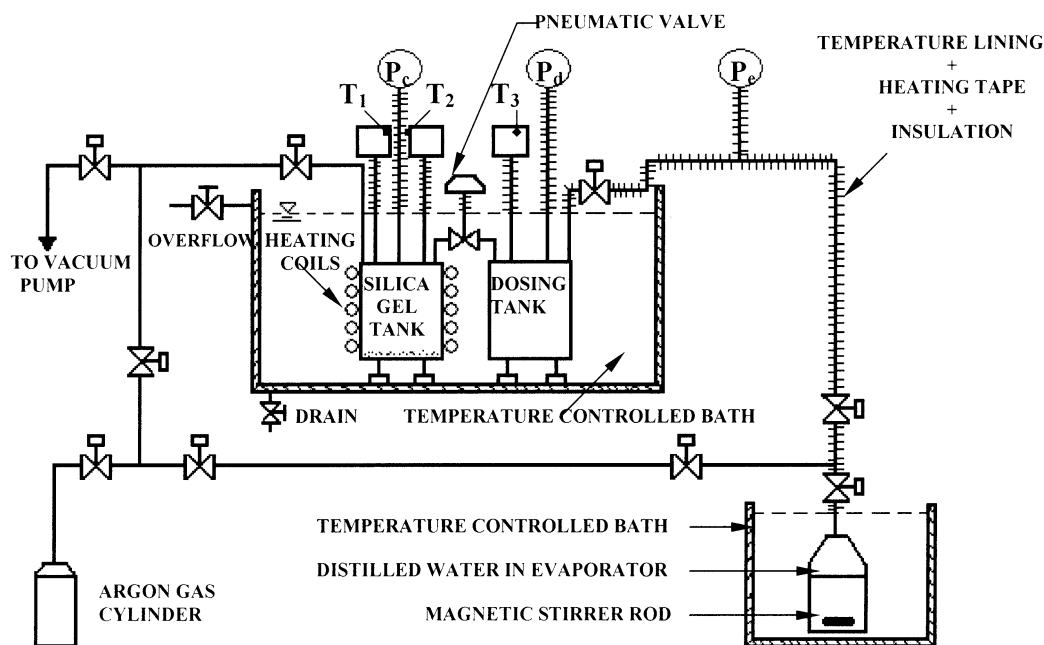 PNEUMATIC VALVE
TEMPERATURE LINING
+
HEATING TAPE
+
INSULATION
Pc
Pd
Pe
T1
T2
T3
OVERFLOW
HEATING
COILS
TO VACUUM
PUMP
SILICA
GEL
TANK
DOSING
TANK
DRAIN
TEMPERATURE CONTROLLED BATH
TEMPERATURE CONTROLLED BATH
DISTILLED WATER IN EVAPORATOR
MAGNETIC STIRRER ROD
ARGON GAS
CYLINDER